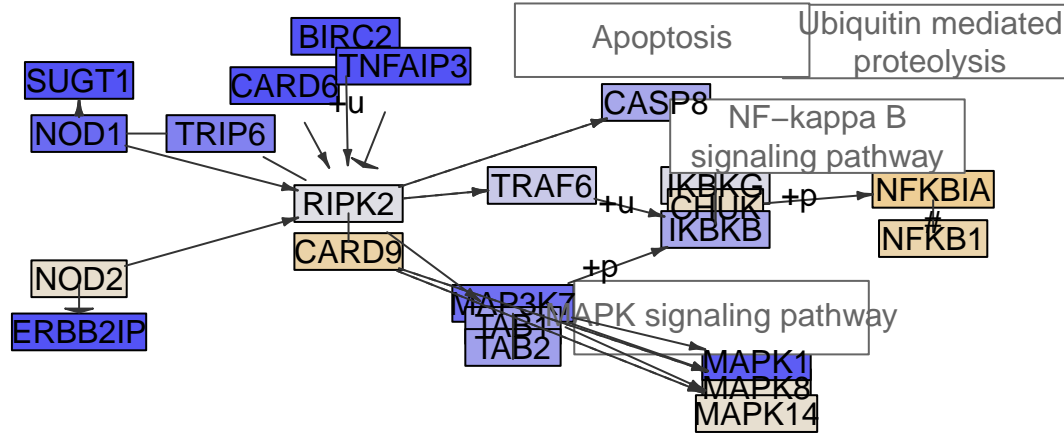 BIRC2
Apoptosis
Ubiquitin mediated
proteolysis
SUGT1
CARD6
TNFAIP3
+u
CASP8
NOD1
TRIP6
NF−kappa B
signaling pathway
RIPK2
TRAF6
IKBKG
NFKBIA
CHUK
+u
+p
IKBKB
#
NFKB1
CARD9
NOD2
+p
MAP3K7
MAPK signaling pathway
TAB1
ERBB2IP
TAB2
MAPK1
MAPK8
MAPK14